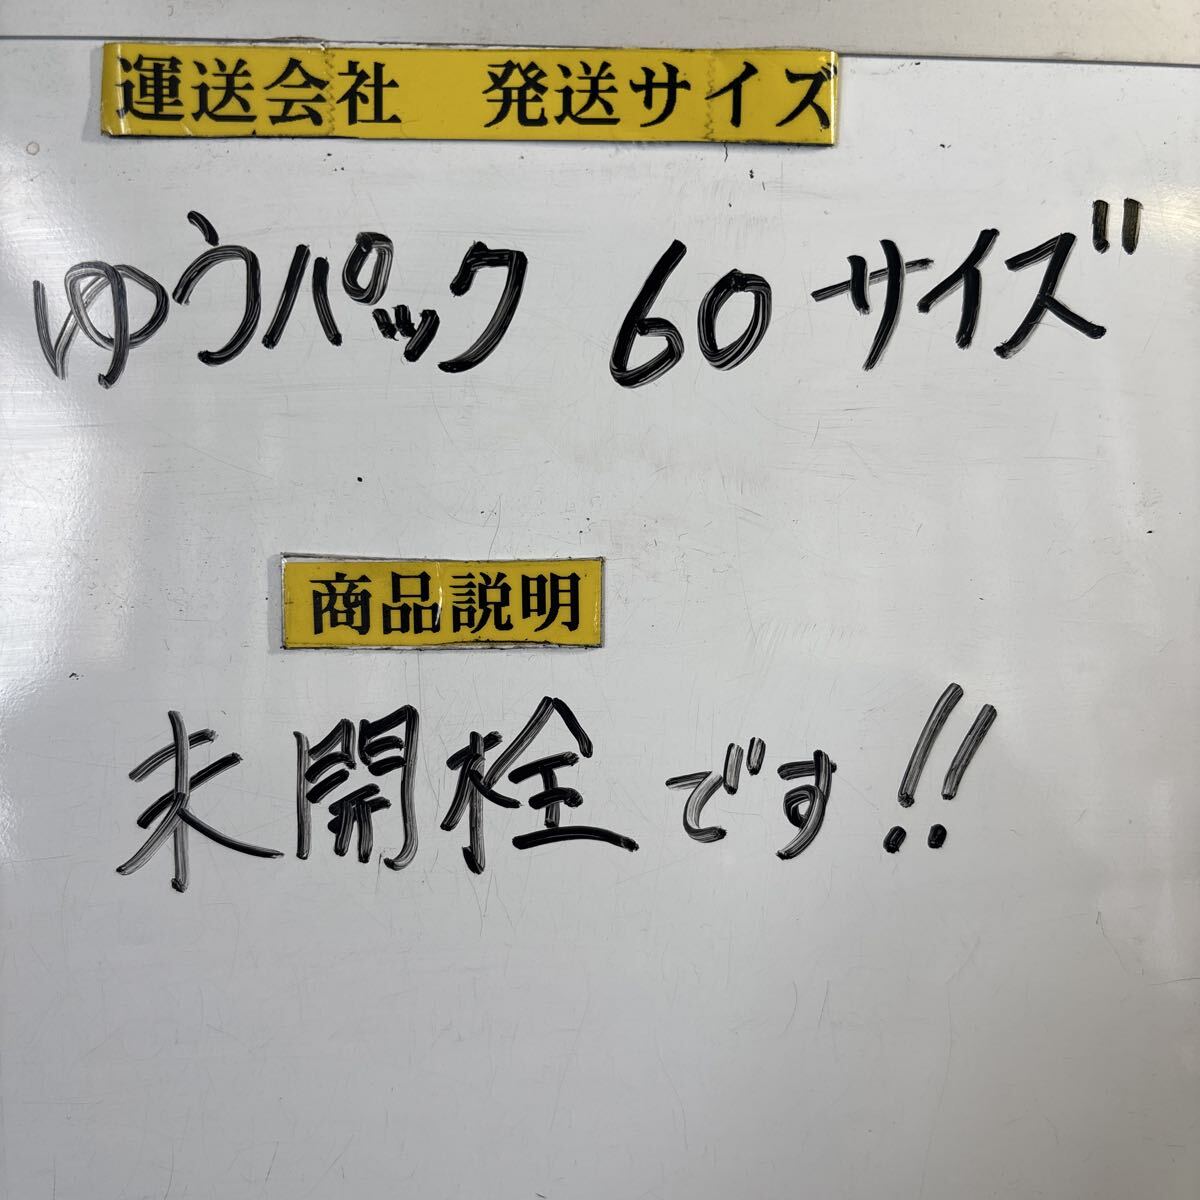 運送会社　発送サイズ
ゆうパック 60サイズ
商品説明
未開栓です!!